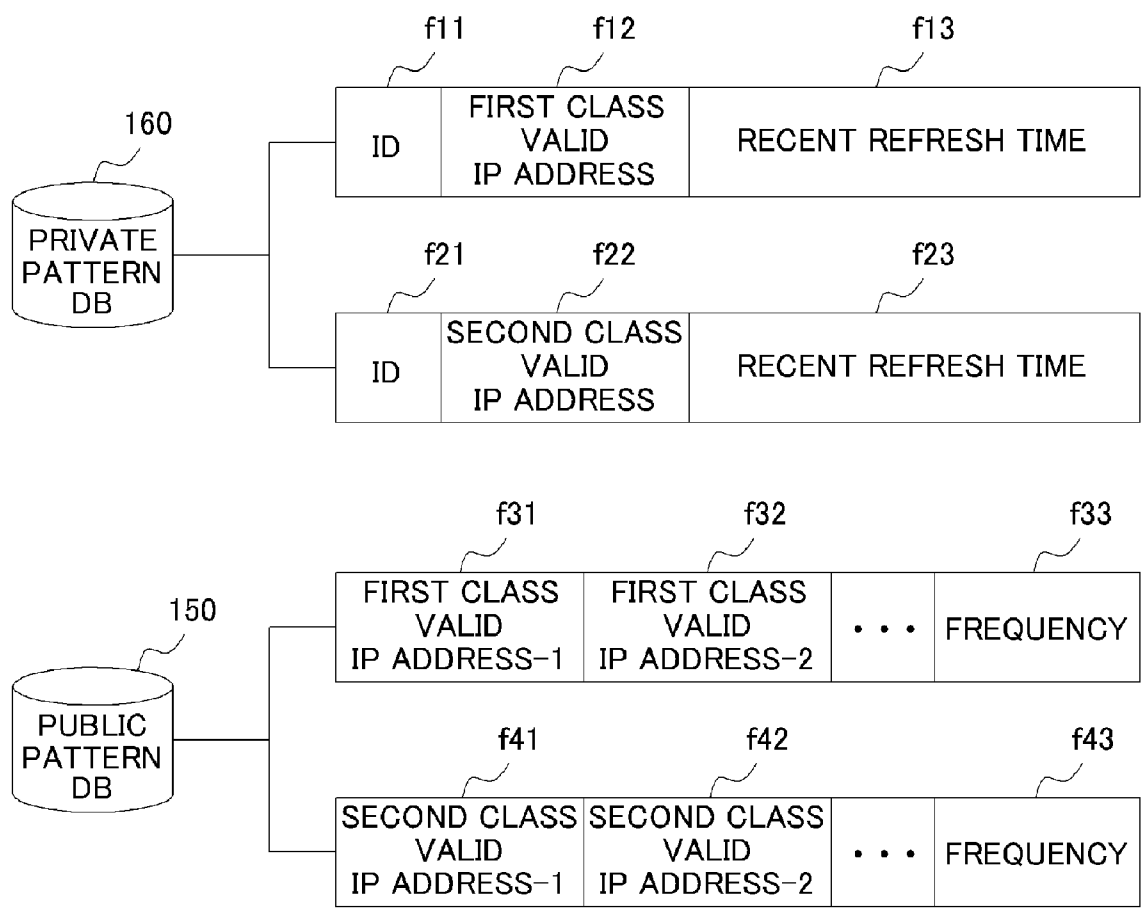 f11 f12 f13
160
ID
FIRST CLASS
VALID
IP ADDRESS
RECENT REFRESH TIME
PRIVATE
PATTERN
DB
f21 f22 f23
ID
SECOND CLASS
VALID
IP ADDRESS
RECENT REFRESH TIME
f31 f32 f33
150
FIRST CLASS
VALID
IP ADDRESS-1
FIRST CLASS
VALID
IP ADDRESS-2
• • •
FREQUENCY
PUBLIC
PATTERN
DB
f41 f42 f43
SECOND CLASS
VALID
IP ADDRESS-1
SECOND CLASS
VALID
IP ADDRESS-2
• • •
FREQUENCY